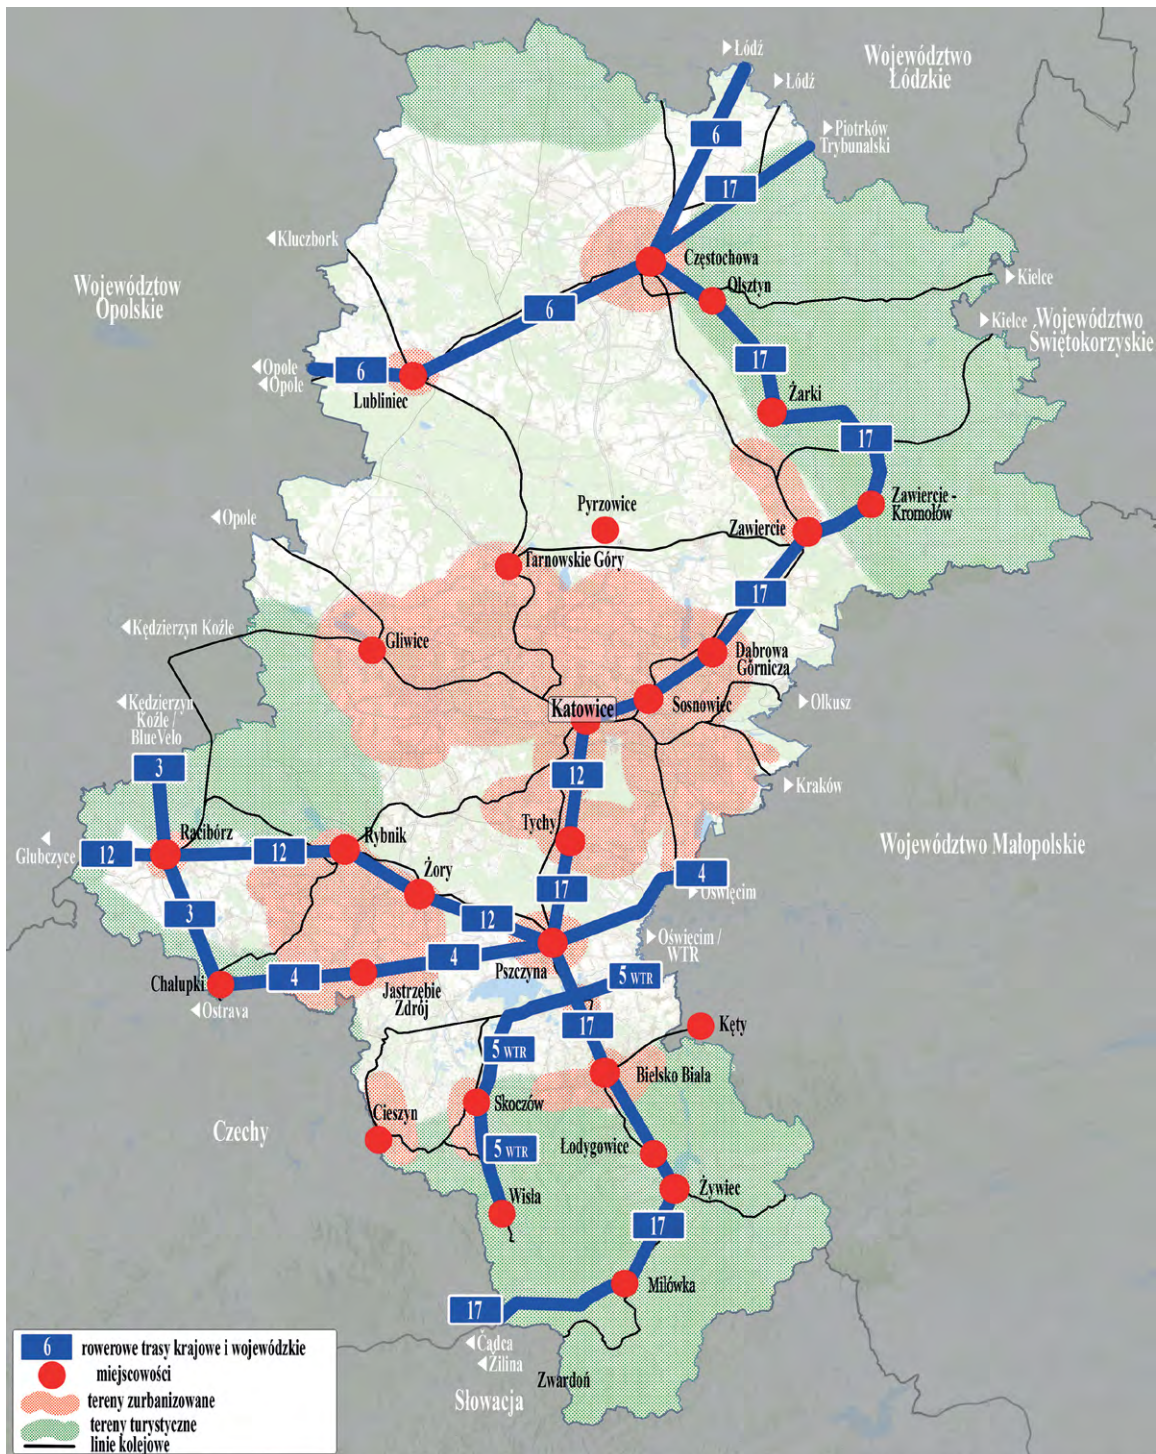 Łódź
Województwo
Łódzkie
Łódź
6
Piotrków
Trybunalski
17
Kluczbork
Częstochowa
Kielce
Województow
Opolskie
Olsztyn
6
Kielce
Województwo
Świętokorzyskie
17
Opole
6
Opole
Lubliniec
Żarki
17
Zawiercie -
Kromołów
Pyrzowice
Opole
Zawiercie
Tarnowskie Góry
17
Kędzierzyn Koźle
Gliwice
Dąbrowa
Górnicza
Kędzierzyn
Koźle /
BlueVelo
Katowice
Sosnowiec
Olkusz
3
12
Kraków
Tychy
Racibórz
Rybnik
Głubczyce
12
12
Województwo Małopolskie
Żory
17
4
Oświęcim
3
12
Oświęcim /
WTR
Pszczyna
4
4
Chałupki
Jastrzębie
Zdrój
5 WTR
Ostrava
17
Kęty
5 WTR
Bielsko Biała
Skoczów
Cieszyn
Czechy
5 WTR
Łodygowice
Wisła
Żywiec
17
Milówka
17
Čadca
Žilina
Zwardoń
Słowacja
6 rowerowe trasy krajowe i wojewódzkie
miejscowości
tereny zurbanizowane
tereny turystyczne
linie kolejowe